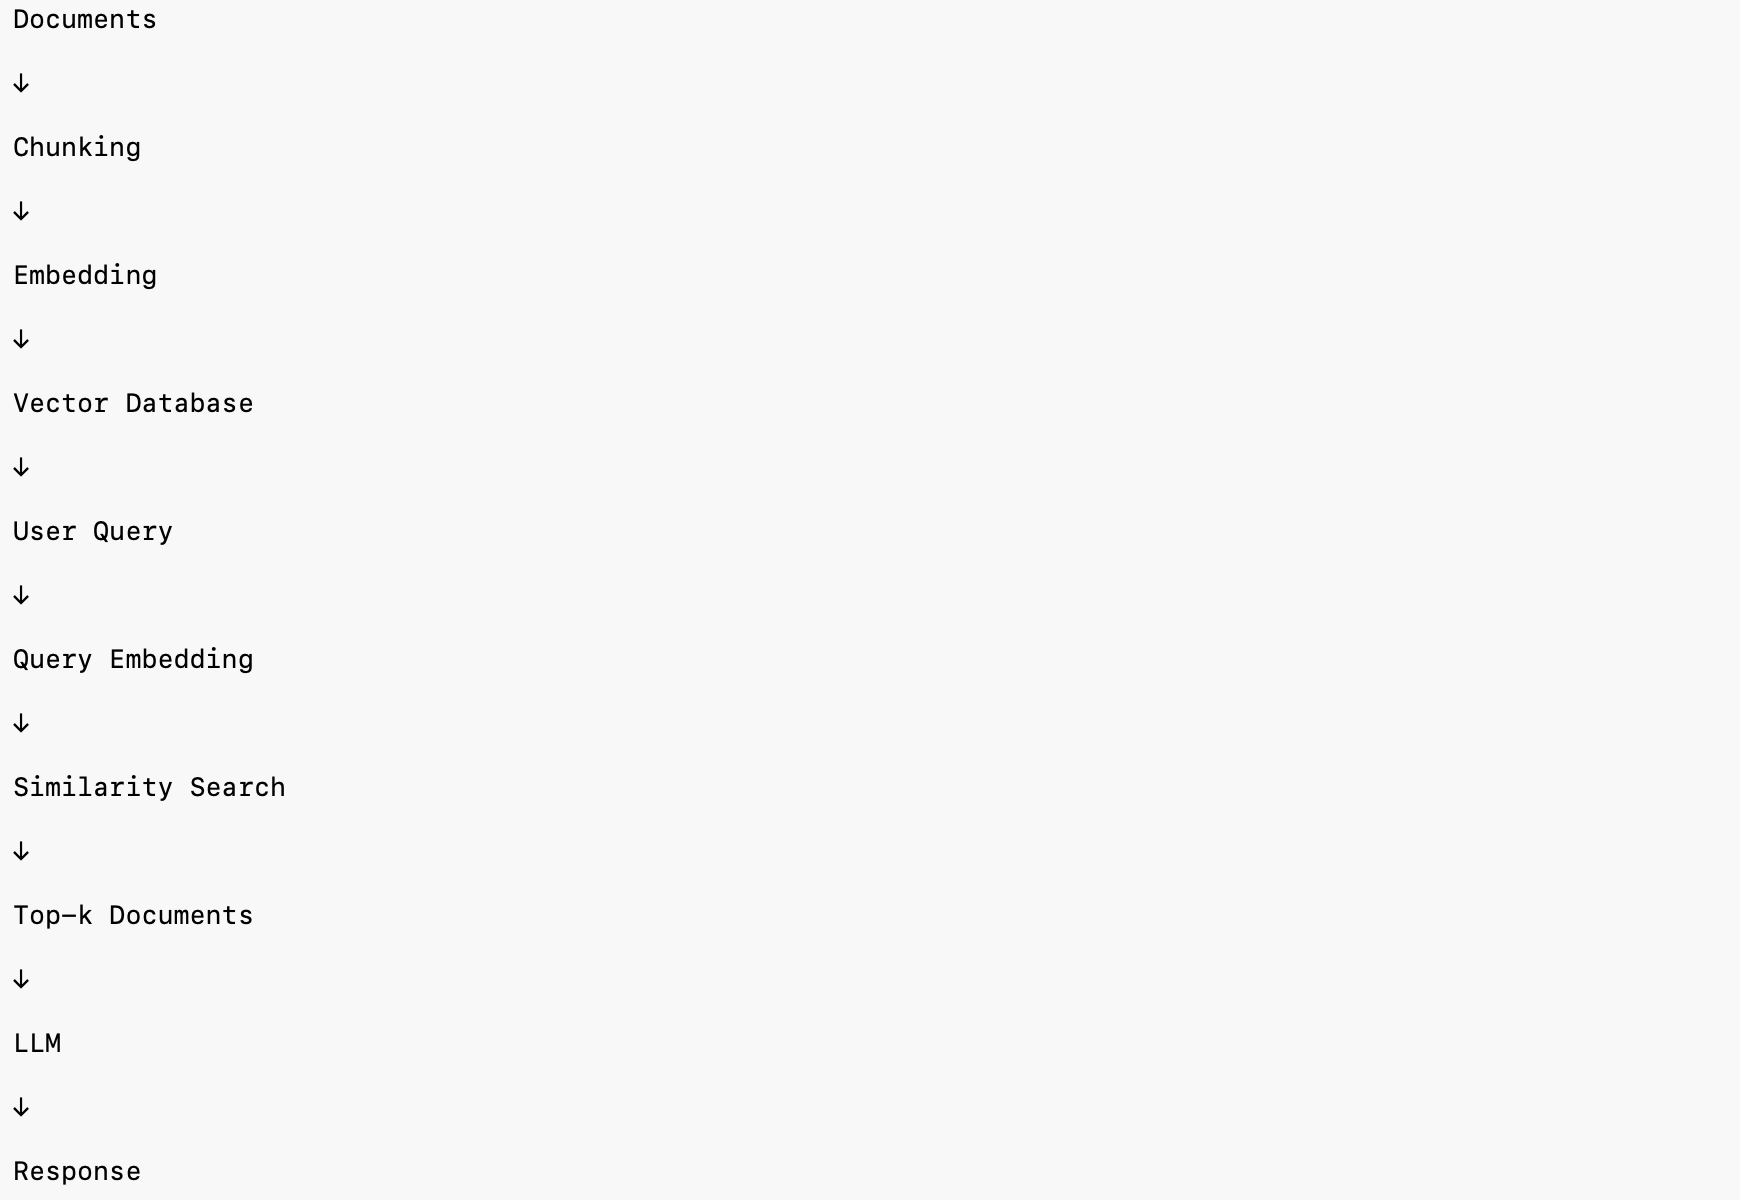 Documents
↓
Chunking
↓
Embedding
↓
Vector Database
↓
User Query
↓
Query Embedding
↓
Similarity Search
↓
Top-k Documents
↓
LLM
↓
Response